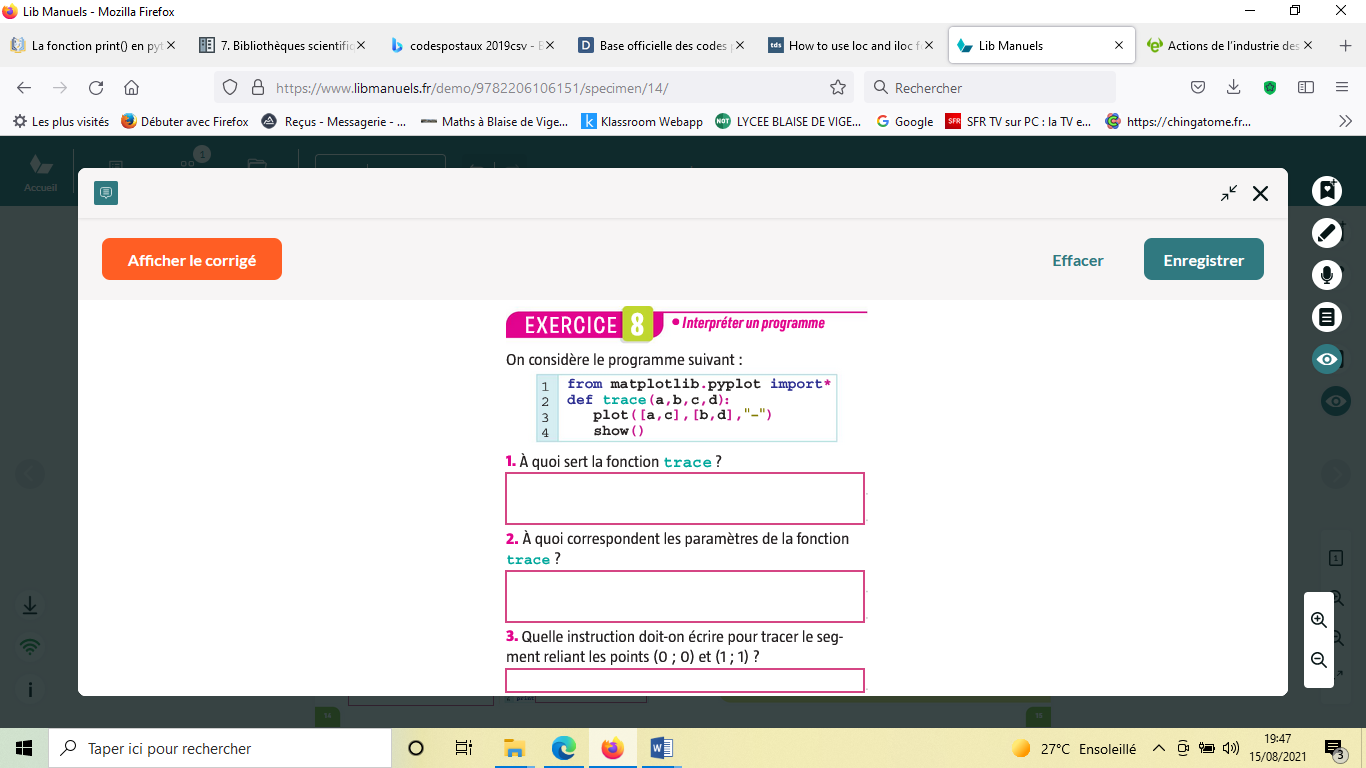 Lib Manuels - Mozilla Firefox
La fonction print() en pyt
7. Bibliothèques scientific
codespostaux 2019csv - B
Base officielle des codes p
How to use loc and iloc f
Lib Manuels
Actions de l'industrie des
https://www.libmanuels.fr/demo/9782206106151/specimen/14/
Rechercher
Les plus visités
Débuter avec Firefox
Reçus - Messagerie - ...
Maths à Blaise de Vige...
Klassroom Webapp
LYCEE BLAISE DE VIGE...
Google
SFR TV sur PC : la TV e...
https://chingatome.fr...
Accueil
1
Afficher le corrigé
Effacer
Enregistrer
EXERCICE 8
• Interpréter un programme
On considère le programme suivant :
1 from matplotlib.pyplot import*
2 def trace(a,b,c,d):
3 plot([a,c],[b,d],"-")
4 show()
1. À quoi sert la fonction trace ?
2. À quoi correspondent les paramètres de la fonction
trace ?
3. Quelle instruction doit-on écrire pour tracer le seg-
ment reliant les points (0 ; 0) et (1 ; 1) ?
14
15
Taper ici pour rechercher
27°C Ensoleillé
19:47
15/08/2021
3